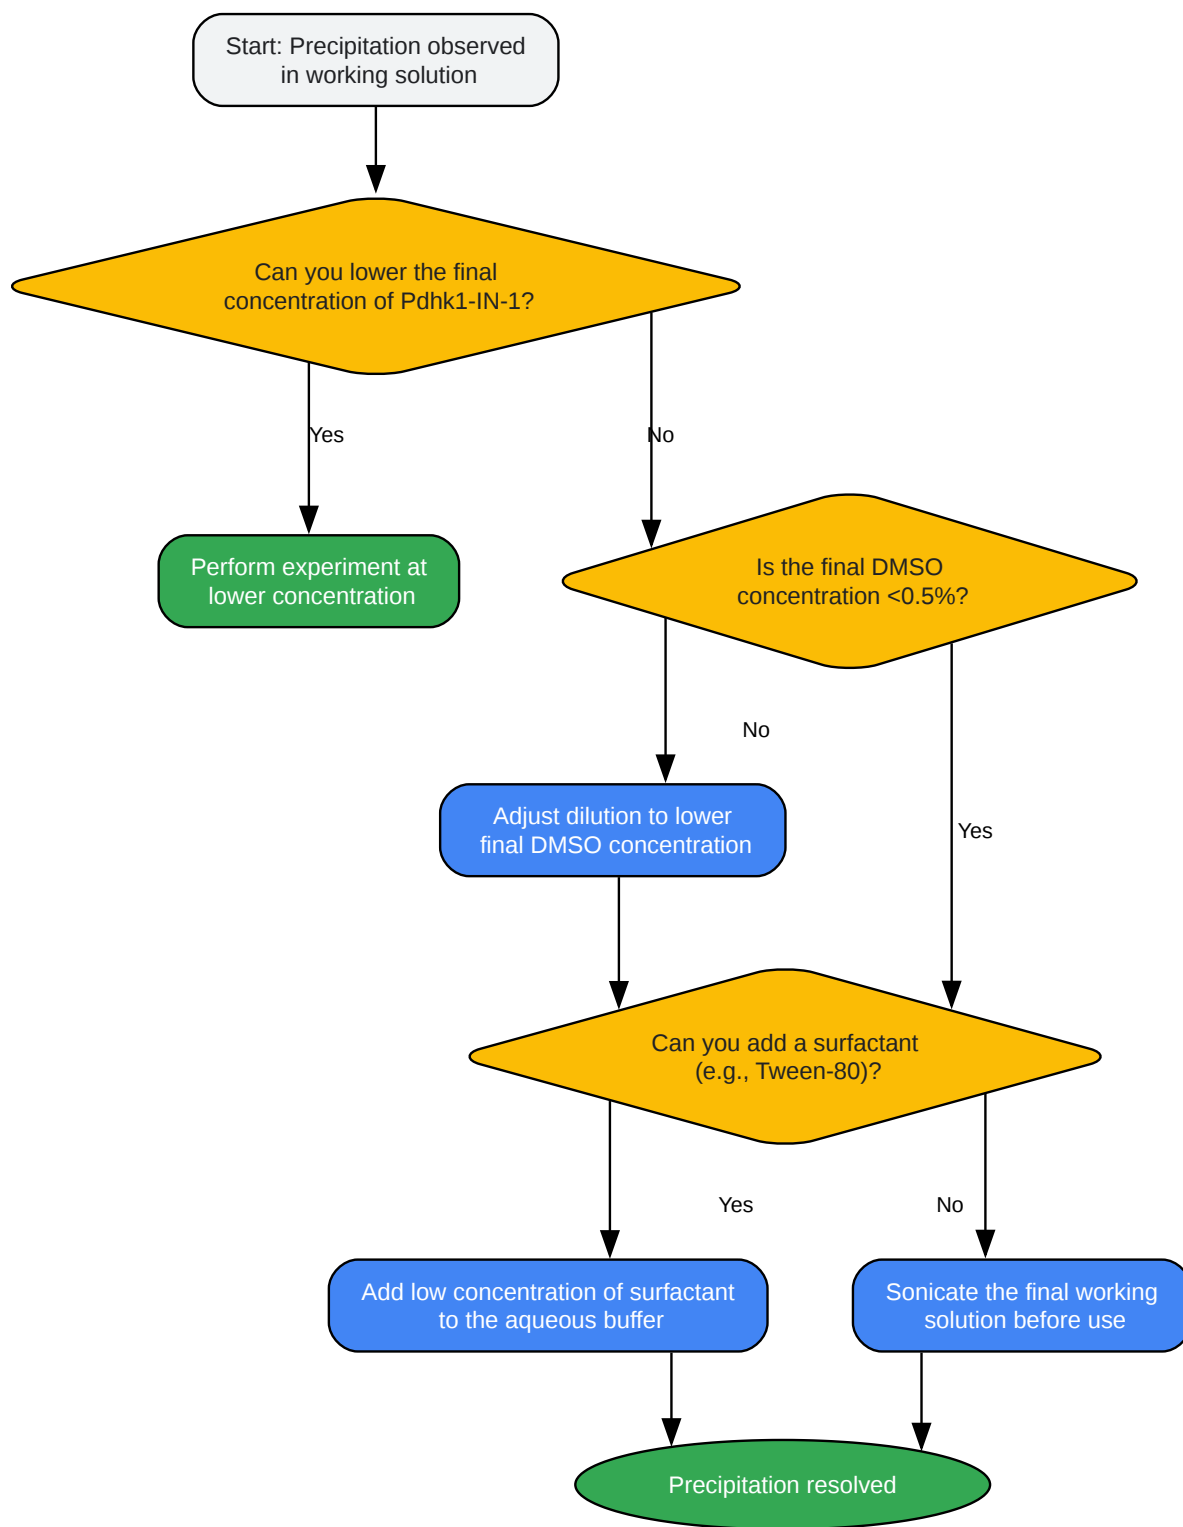 Start: Precipitation observed
in working solution
Can you lower the final
concentration of Pdhk1-IN-1?
Yes
No
Perform experiment at
lower concentration
Is the final DMSO
concentration <0.5%?
No
Adjust dilution to lower
final DMSO concentration
Yes
Can you add a surfactant
(e.g., Tween-80)?
Yes
No
Add low concentration of surfactant
to the aqueous buffer
Sonicate the final working
solution before use
Precipitation resolved